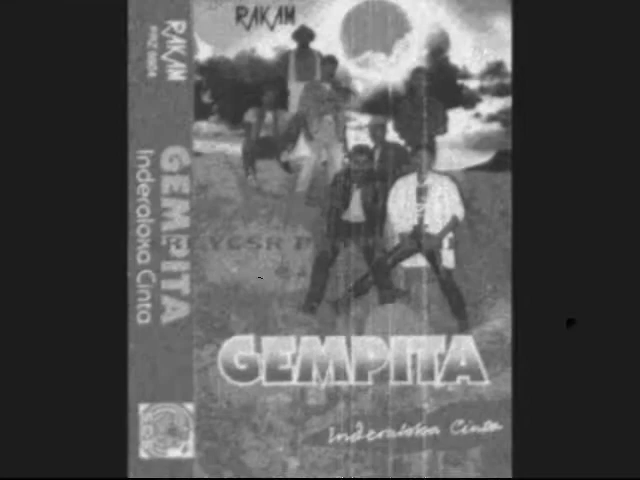 RAKAM
RAKAM
GEMPITA
Inderaloka Cinta
GEMPITA
Inderaloka Cinta